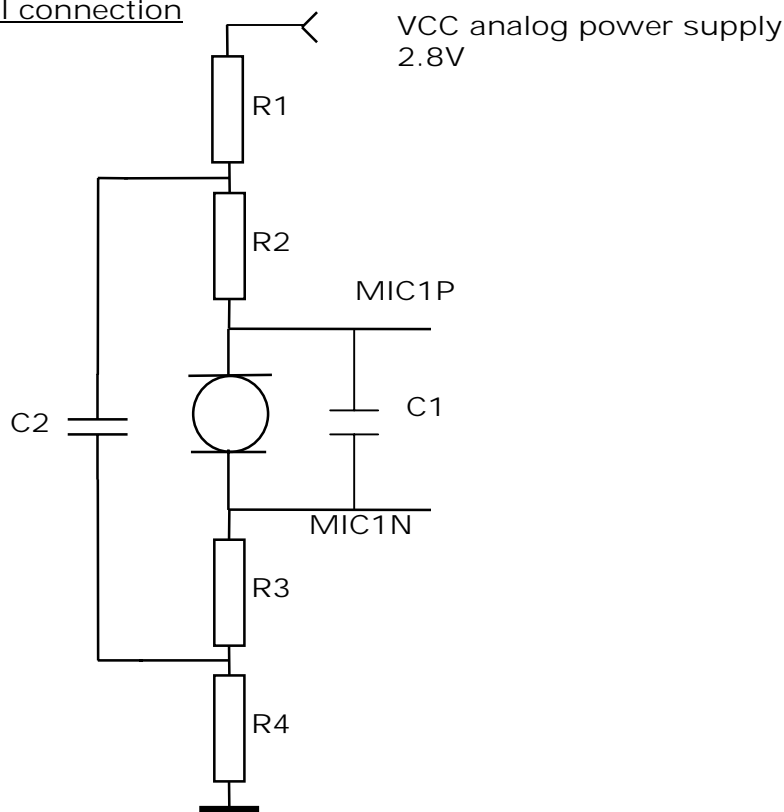 connection
VCC analog power supply
2.8V
R1
R2
MIC1P
C2
C1
MIC1N
R3
R4